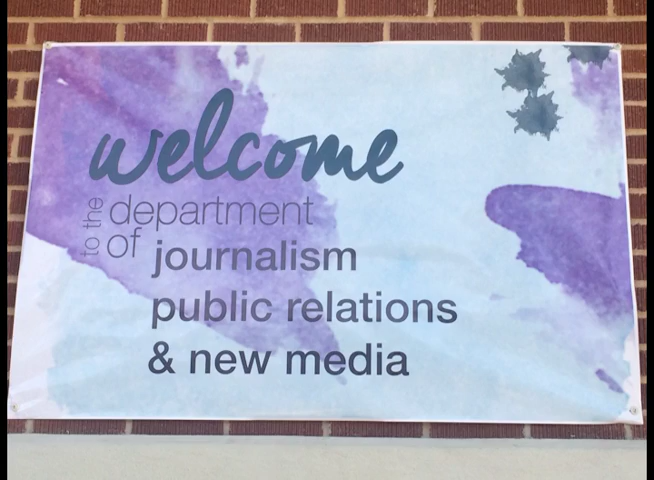 welcome
to the department
of journalism
public relations
& new media